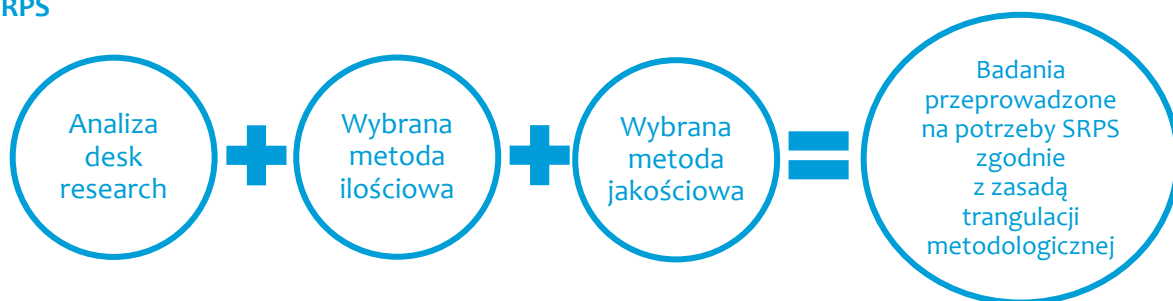 RPS
Analiza
desk
research
Wybrana
metoda
ilościowa
Wybrana
metoda
jakościowa
Badania
przeprowadzone
na potrzeby SRPS
zgodnie
z zasadą
trangulacji
metodologicznej